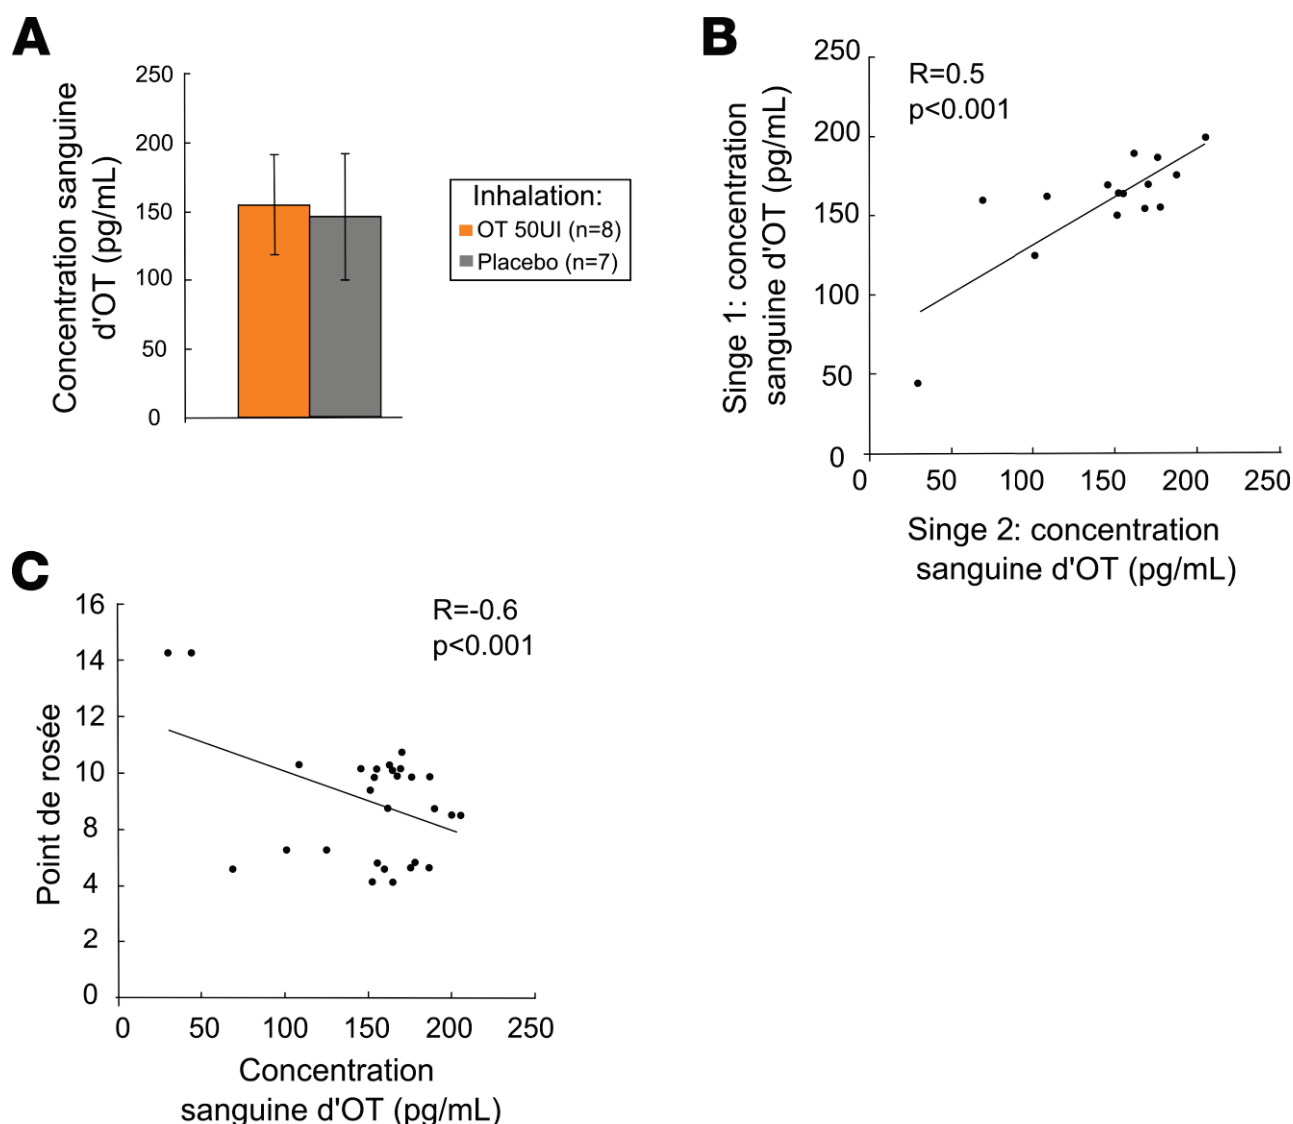 A
Concentration sanguine
d'OT (pg/mL)
250
200
150
100
50
0
Inhalation:
OT 50UI (n=8)
Placebo (n=7)
B
Singe 1: concentration
sanguine d'OT (pg/mL)
250
200
150
100
50
0
R=0.5
p<0.001
0 50 100 150 200 250
Singe 2: concentration
sanguine d'OT (pg/mL)
C
Point de rosée
16
14
12
10
8
4
2
0
R=-0.6
p<0.001
0 50 100 150 200 250
Concentration
sanguine d'OT (pg/mL)